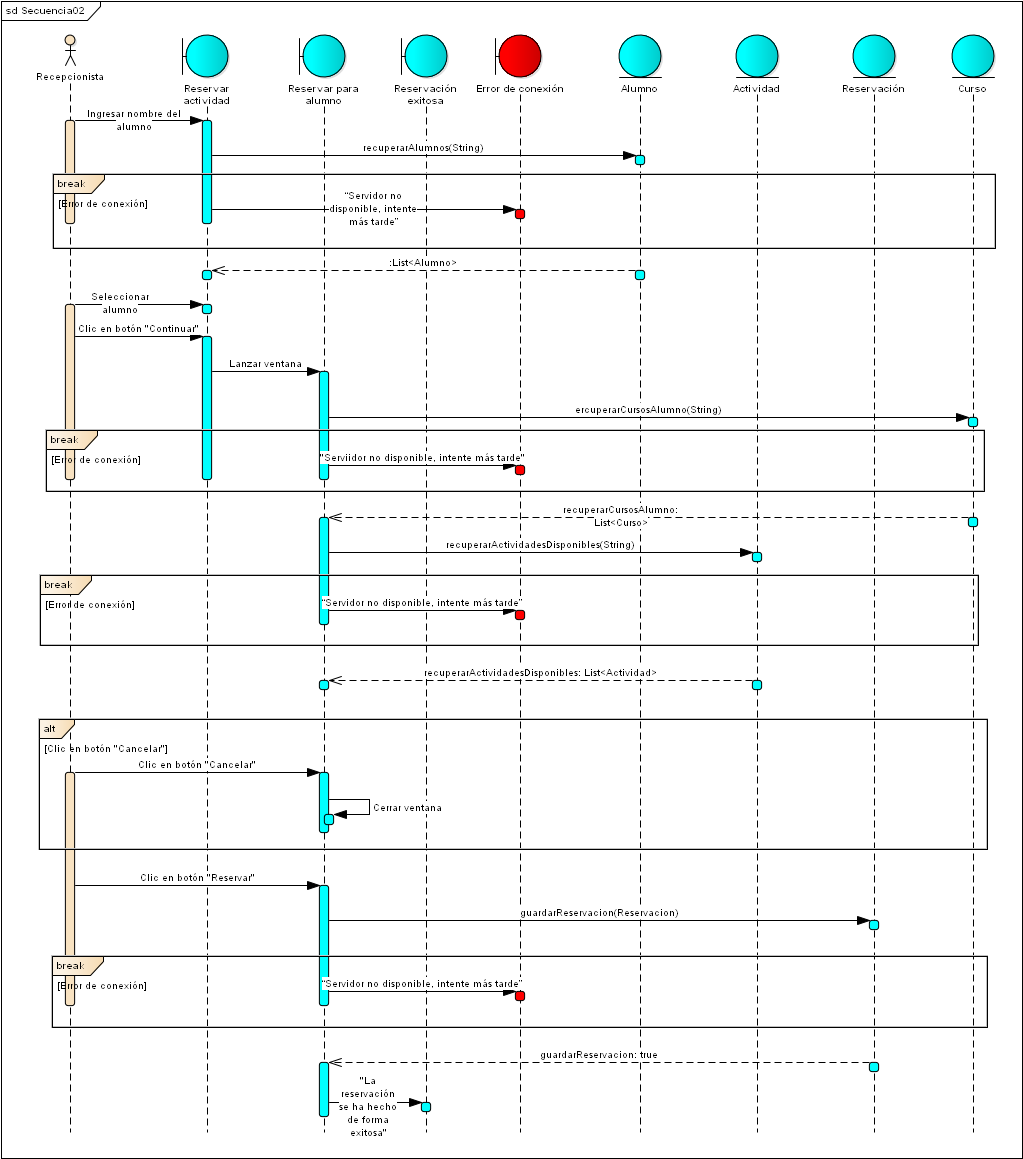 sd Secuencia02
Recepcionista
Reservar
actividad
Reservar para
alumno
Reservación
exitosa
Error de conexión
Alumno
Actividad
Reservación
Curso
Ingresar nombre del
alumno
recuperarAlumnos(String)
break
[Error de conexión]
"Servidor no
disponible, intente
más tarde"
:List<Alumno>
Seleccionar
alumno
Clic en botón "Continuar"
Lanzar ventana
ercuperarCursosAlumno(String)
break
[Error de conexión]
"Serviidor no disponible, intente más tarde"
recuperarCursosAlumno:
List<Curso>
recuperarActividadesDisponibles(String)
break
[Error de conexión]
"Servidor no disponible, intente más tarde"
recuperarActividadesDisponibles: List<Actividad>
alt
[Clic en botón "Cancelar"]
Clic en botón "Cancelar"
Cerrar ventana
Clic en botón "Reservar"
guardarReservacion(Reservacion)
break
[Error de conexión]
"Servidor no disponible, intente más tarde"
guardarReservacion: true
"La
reservación
se ha hecho
de forma
exitosa"